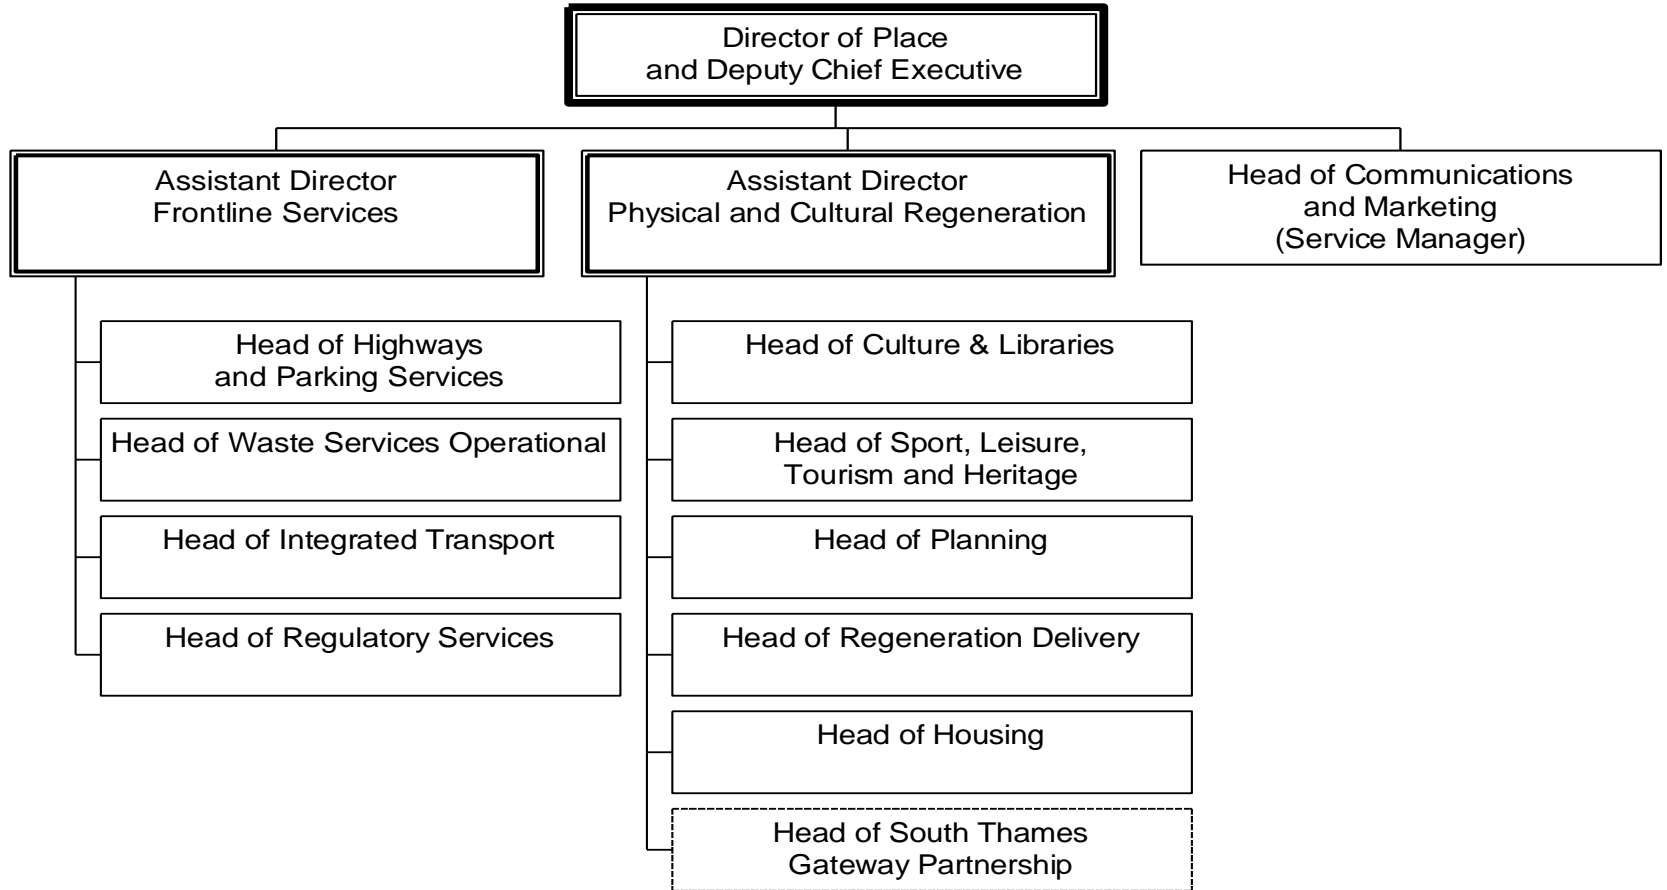 Director of Place
and Deputy Chief Executive
Assistant Director
Frontline Services
Assistant Director
Physical and Cultural Regeneration
Head of Communications
and Marketing
(Service Manager)
Head of Highways
and Parking Services
Head of Waste Services Operational
Head of Integrated Transport
Head of Regulatory Services
Head of Culture & Libraries
Head of Sport, Leisure,
Tourism and Heritage
Head of Planning
Head of Regeneration Delivery
Head of Housing
Head of South Thames
Gateway Partnership